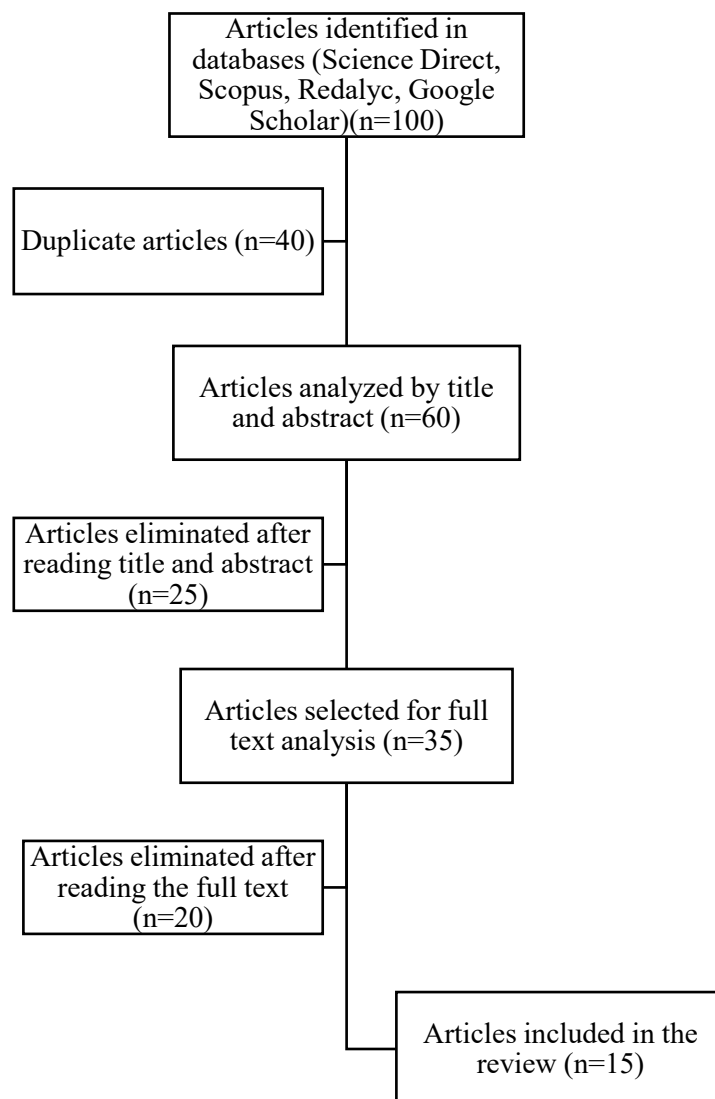 Articles identified in
databases (Science Direct,
Scopus, Redalyc, Google
Scholar)(n=100)
Duplicate articles (n=40)
Articles analyzed by title
and abstract (n=60)
Articles eliminated after
reading title and abstract
(n=25)
Articles selected for full
text analysis (n=35)
Articles eliminated after
reading the full text
(n=20)
Articles included in the
review (n=15)